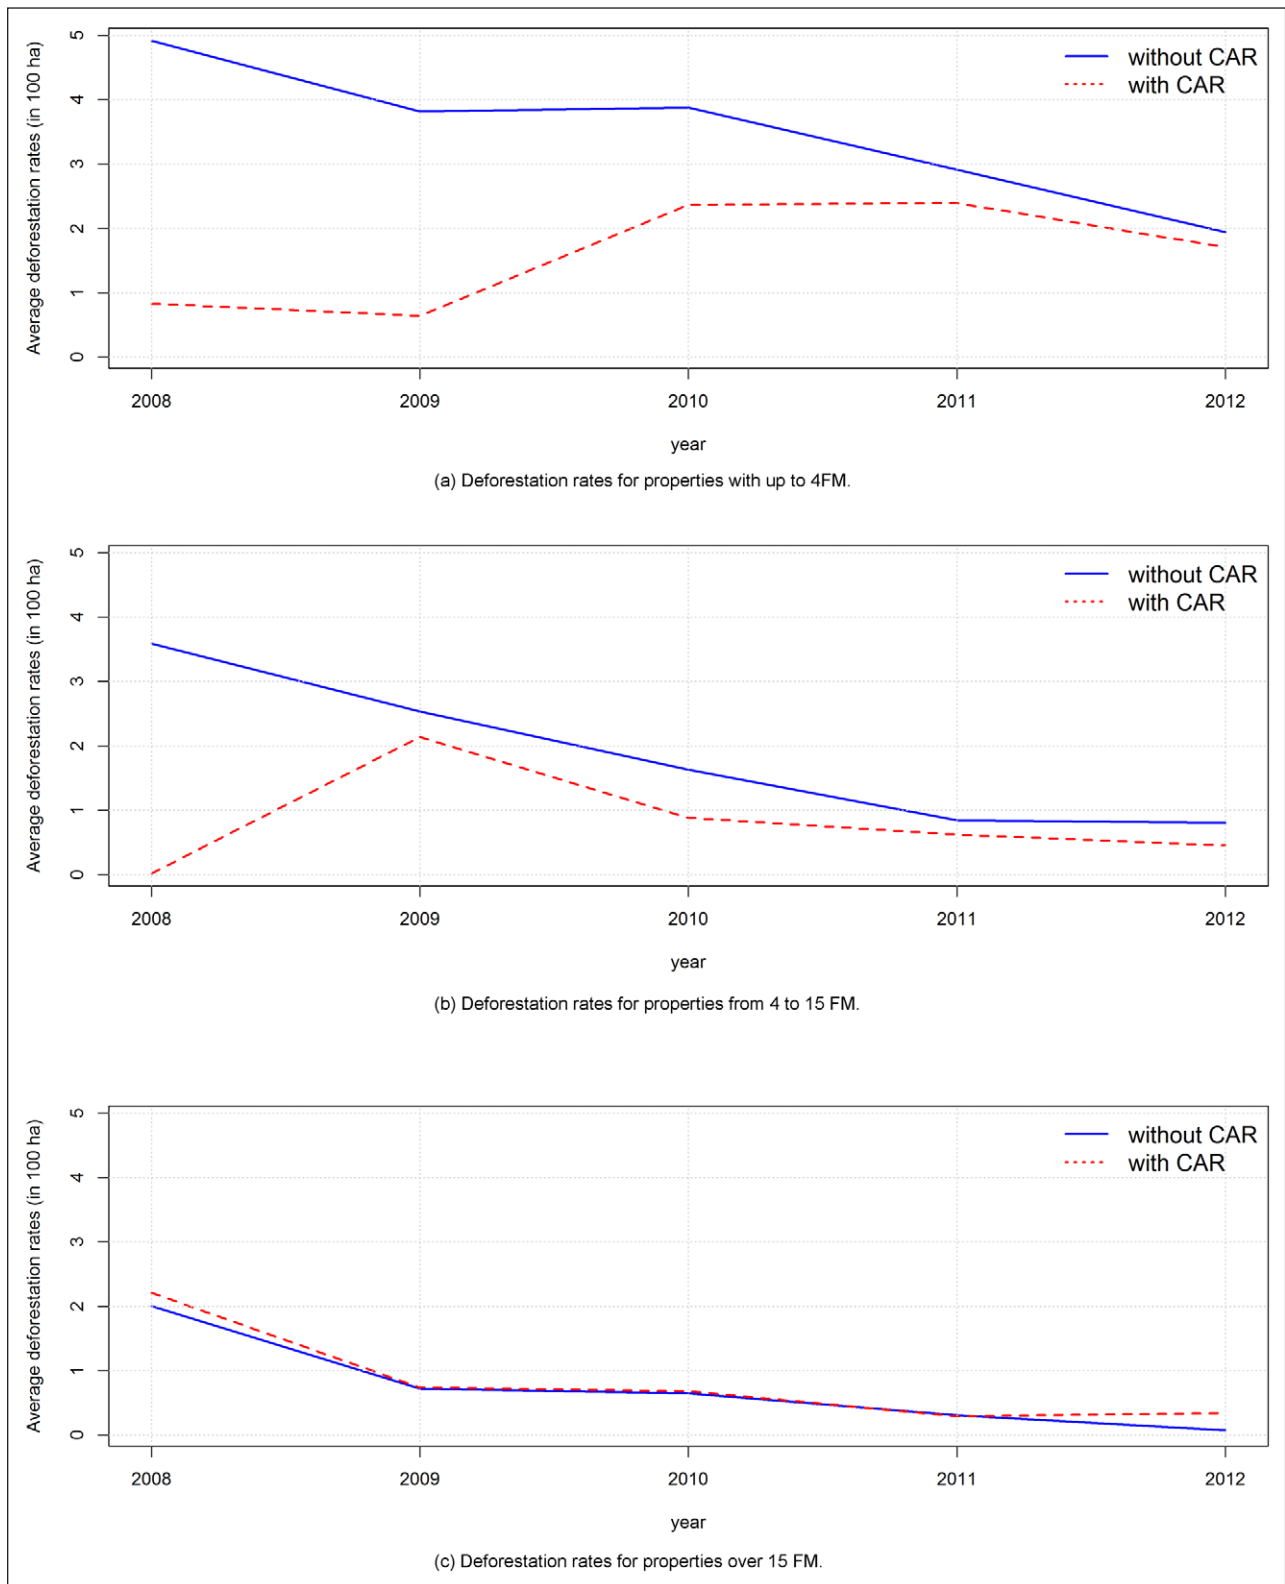 Average deforestation rates (in 100 ha)
5
4
3
2
1
0
without CAR
with CAR
2008 2009 2010 2011 2012
year
(a) Deforestation rates for properties with up to 4FM.
Average deforestation rates (in 100 ha)
5
4
3
2
1
0
without CAR
with CAR
2008 2009 2010 2011 2012
year
(b) Deforestation rates for properties from 4 to 15 FM.
Average deforestation rates (in 100 ha)
5
4
3
2
1
0
without CAR
with CAR
2008 2009 2010 2011 2012
year
(c) Deforestation rates for properties over 15 FM.